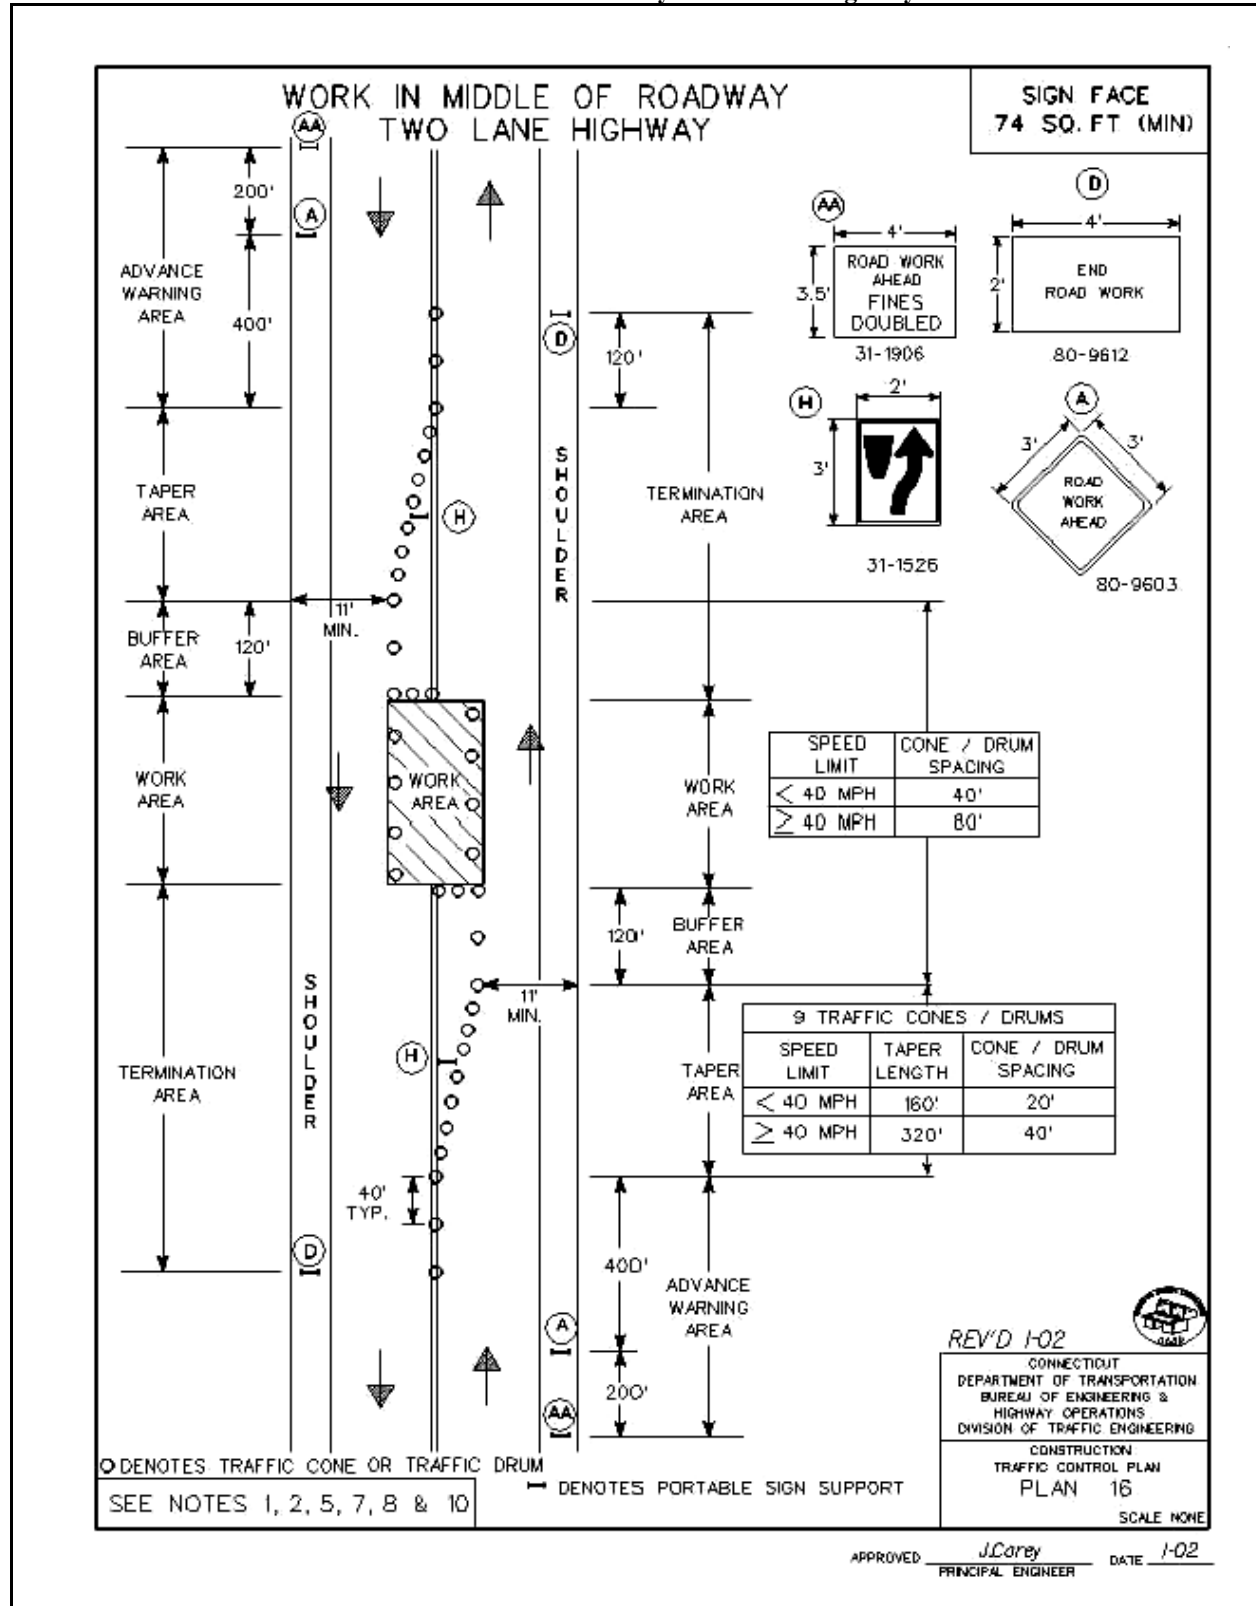 WORK IN MIDDLE OF ROADWAY
TWO LANE HIGHWAY
SIGN FACE
74 SQ. FT (MIN)
AA
200'
A
ADVANCE
WARNING
AREA
400'
TAPER
AREA
H
11'
MIN.
BUFFER
AREA
120'
WORK
AREA
WORK
AREA
TERMINATION
AREA
SHOULDER
H
40'
TYP.
D
D
120'
SHOULDER
TERMINATION
AREA
WORK
AREA
120'
BUFFER
AREA
11'
MIN.
TAPER
AREA
400'
ADVANCE
WARNING
AREA
A
200'
AA
AA
4'
3.5'
ROAD WORK
AHEAD
FINES
DOUBLED
31-1906
D
4'
2'
END
ROAD WORK
80-9612
H
2'
3'
31-1526
A
3'
3'
ROAD
WORK
AHEAD
80-9603
SPEED LIMIT CONE / DRUM SPACING
< 40 MPH 40'
≥ 40 MPH 80'
9 TRAFFIC CONES / DRUMS
SPEED LIMIT TAPER LENGTH CONE / DRUM SPACING
< 40 MPH 160' 20'
≥ 40 MPH 320' 40'
O DENOTES TRAFFIC CONE OR TRAFFIC DRUM
DENOTES PORTABLE SIGN SUPPORT
SEE NOTES 1, 2, 5, 7, 8 & 10
REV'D 1-02
CONNECTICUT
DEPARTMENT OF TRANSPORTATION
BUREAU OF ENGINEERING &
HIGHWAY OPERATIONS
DIVISION OF TRAFFIC ENGINEERING
CONSTRUCTION
TRAFFIC CONTROL PLAN
PLAN 16
SCALE NONE
APPROVED J.Carey DATE 1-02
PRINCIPAL ENGINEER